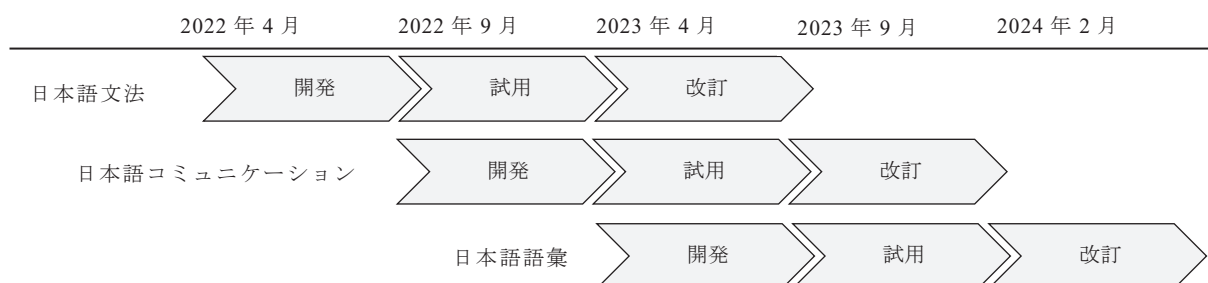 2022 年 4 月 2022 年 9 月 2023 年 4 月 2023 年 9 月 2024 年 2 月
日本語文法 開発 試用 改訂
日本語コミュニケーション 開発 試用 改訂
日本語語彙 開発 試用 改訂